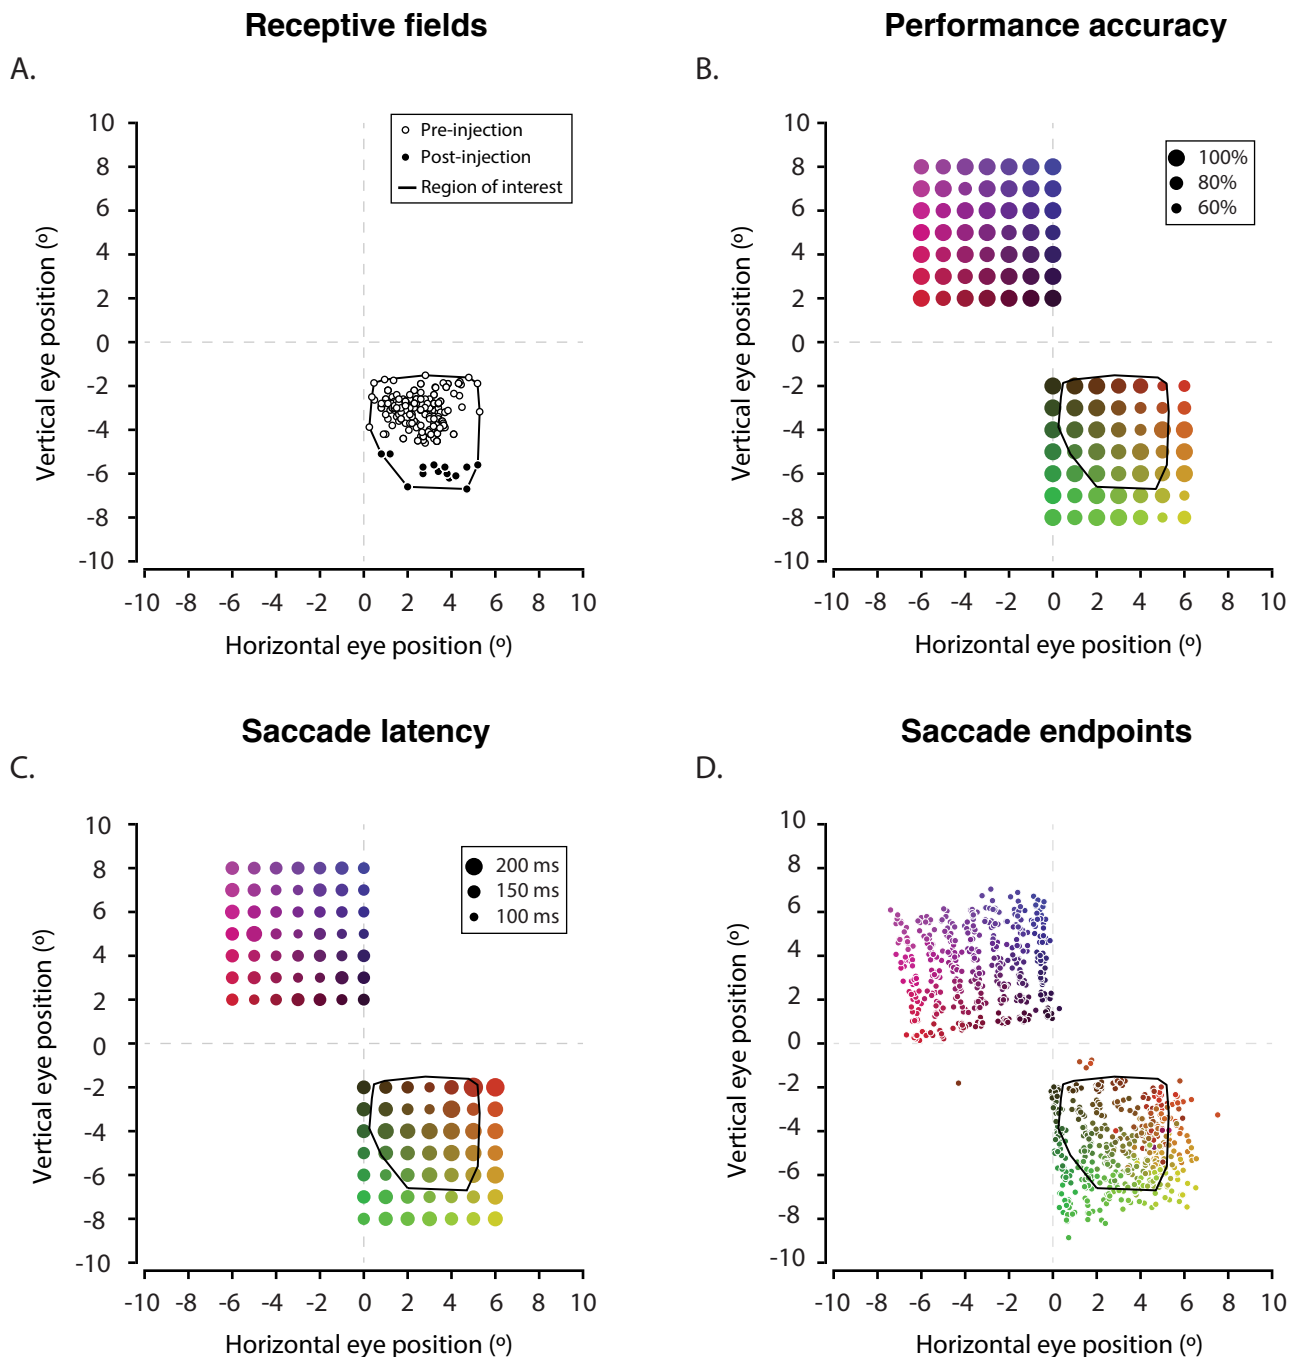 Receptive fields
A.
Pre-injection
Post-injection
Region of interest
10
8
6
4
2
0
-2
-4
-6
-8
-10
Vertical eye position (º)
-10 -8 -6 -4 -2 0 2 4 6 8 10
Horizontal eye position (º)
Performance accuracy
B.
100%
80%
60%
10
8
6
4
2
0
-2
-4
-6
-8
-10
Vertical eye position (º)
-10 -8 -6 -4 -2 0 2 4 6 8 10
Horizontal eye position (º)
Saccade latency
C.
200 ms
150 ms
100 ms
10
8
6
4
2
0
-2
-4
-6
-8
-10
Vertical eye position (º)
-10 -8 -6 -4 -2 0 2 4 6 8 10
Horizontal eye position (º)
Saccade endpoints
D.
10
8
6
4
2
0
-2
-4
-6
-8
-10
Vertical eye position (º)
-10 -8 -6 -4 -2 0 2 4 6 8 10
Horizontal eye position (º)